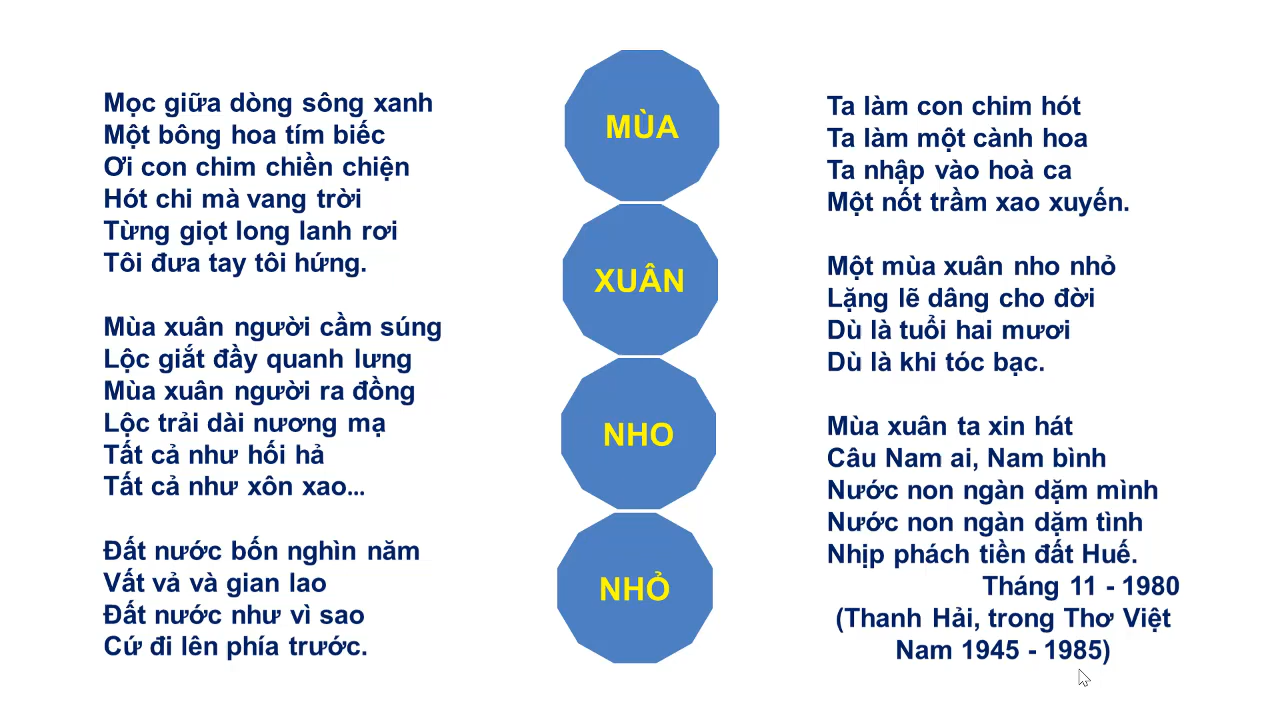 Mọc giữa dòng sông xanh
Một bông hoa tím biếc
Ơi con chim chiền chiện
Hót chi mà vang trời
Từng giọt long lanh rơi
Tôi đưa tay tôi hứng.
Mùa xuân người cầm súng
Lộc giắt đầy quanh lưng
Mùa xuân người ra đồng
Lộc trải dài nương mạ
Tất cả như hối hả
Tất cả như xôn xao...
Đất nước bốn nghìn năm
Vất vả và gian lao
Đất nước như vì sao
Cứ đi lên phía trước.
MÙA
XUÂN
NHO
NHỎ
Ta làm con chim hót
Ta làm một cành hoa
Ta nhập vào hoà ca
Một nốt trầm xao xuyến.
Một mùa xuân nho nhỏ
Lặng lẽ dâng cho đời
Dù là tuổi hai mươi
Dù là khi tóc bạc.
Mùa xuân ta xin hát
Câu Nam ai, Nam bình
Nước non ngàn dặm mình
Nước non ngàn dặm tình
Nhịp phách tiền đất Huế.
Tháng 11 - 1980
(Thanh Hải, trong Thơ Việt
Nam 1945 - 1985)